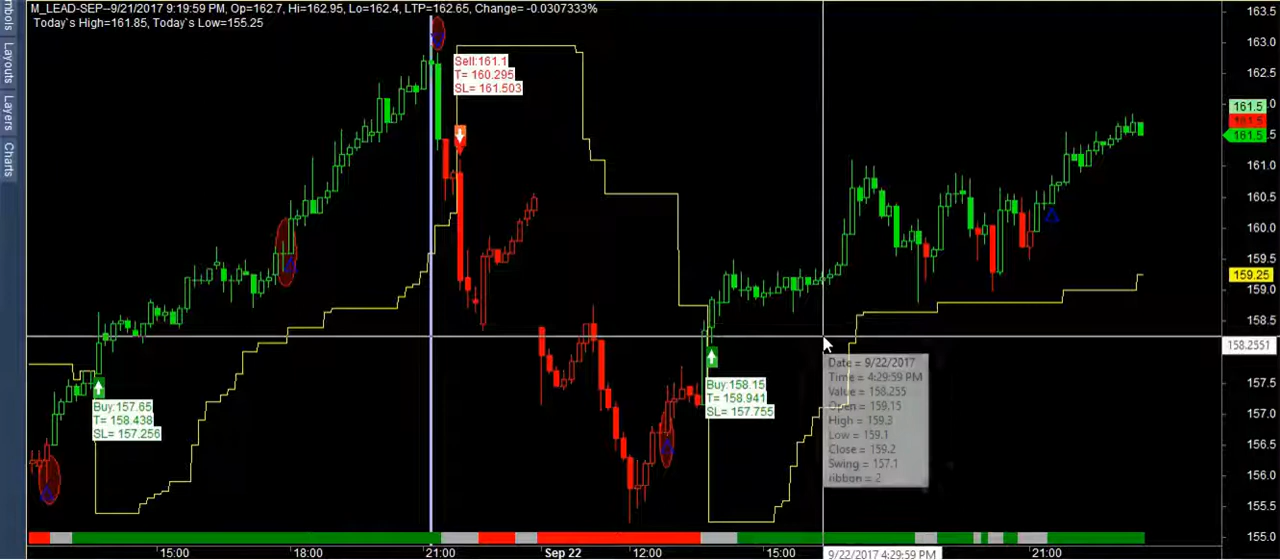 M_LEAD-SEP--9/21/2017 9:19:59 PM, Op=162.7, Hi=162.95, Lo=162.4, LTP=162.65, Change= -0.0307333%
Today`s High=161.85, Today`s Low=155.25
mbols
Layouts
Layers
Charts
Sell:161.1
T= 160.295
SL= 161.503
Buy:157.65
T= 158.438
SL= 157.256
Buy:158.15
T= 158.941
SL= 157.755
Date = 9/22/2017
Time = 4:29:59 PM
Value = 158.255
Open = 159.15
High = 159.3
Low = 159.1
Close = 159.2
Swing = 157.1
ribbon = 2
163.5
163.0
162.5
161.5
161.5
161.5
161.0
160.5
160.0
159.5
159.25
159.0
158.5
158.2551
157.5
157.0
156.5
156.0
155.5
155.0
15:00
18:00
21:00
Sep 22
12:00
15:00
9/22/2017 4:29:59 PM
21:00